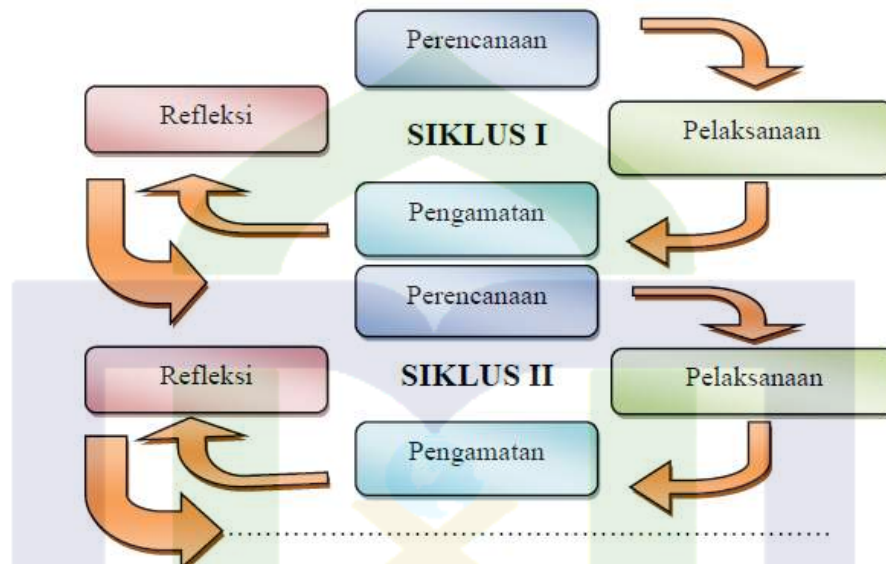 Perencanaan
Refleksi
SIKLUS I
Pelaksanaan
Pengamatan
Perencanaan
Refleksi
SIKLUS II
Pelaksanaan
Pengamatan